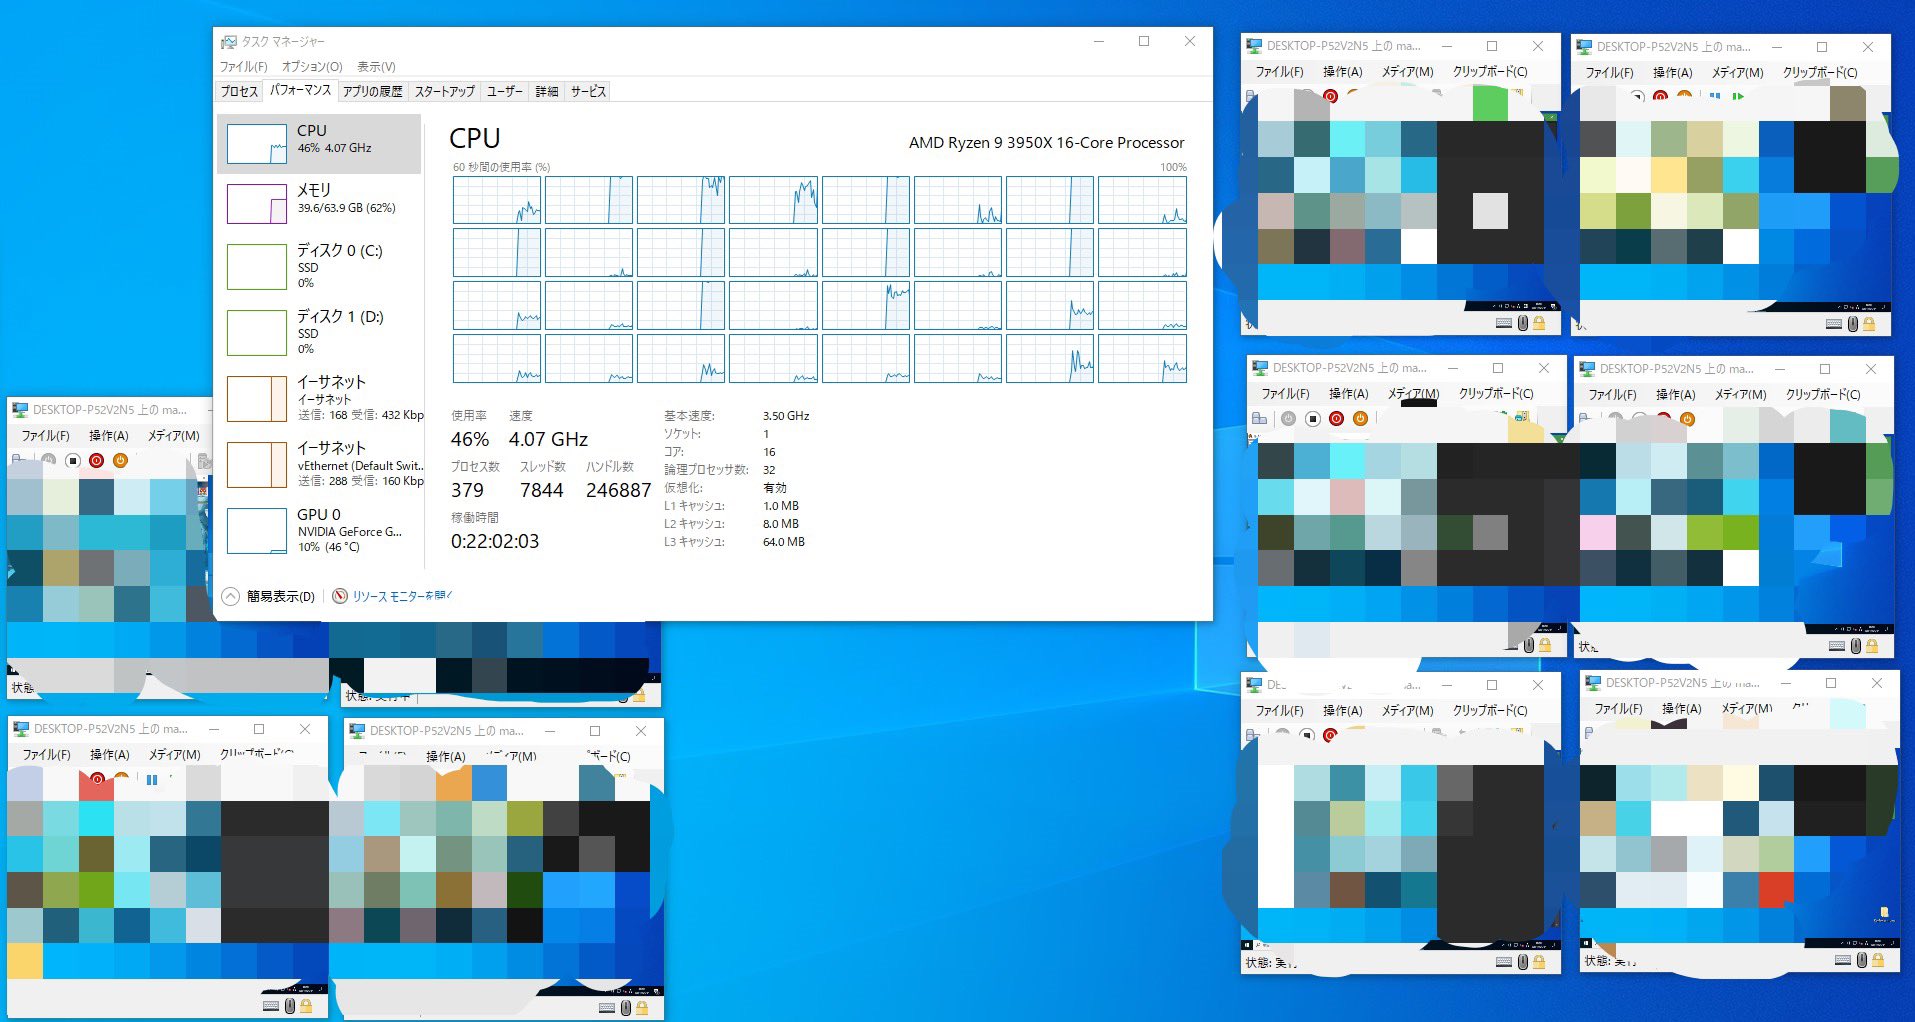 タスク マネージャー
ファイル(F) オプション(O) 表示(V)
プロセス パフォーマンス アプリの履歴 スタートアップ ユーザー 詳細 サービス
CPU
46% 4.07 GHz
メモリ
39.6/63.9 GB (62%)
ディスク 0 (C:)
SSD
0%
ディスク 1 (D:)
SSD
0%
イーサネット
イーサネット
送信: 168 受信: 432 Kbp
イーサネット
vEthernet (Default Swit...
送信: 288 受信: 160 Kbp
GPU 0
NVIDIA GeForce G...
10% (46 °C)
CPU
AMD Ryzen 9 3950X 16-Core Processor
60 秒間の使用率 (%)
100%
使用率 速度
46% 4.07 GHz
プロセス数 スレッド数 ハンドル数
379 7844 246887
稼働時間
0:22:02:03
基本速度: 3.50 GHz
ソケット: 1
コア: 16
論理プロセッサ数: 32
仮想化: 有効
L1 キャッシュ: 1.0 MB
L2 キャッシュ: 8.0 MB
L3 キャッシュ: 64.0 MB
簡易表示(D)
リソース モニターを開く
DESKTOP-P52V2N5 上の ma...
ファイル(F) 操作(A) メディア(M) クリップボード(C)
DESKTOP-P52V2N5 上の ma...
ファイル(F) 操作(A) メディア(M) クリップボード(C)
DESKTOP-P52V2N5 上の ma...
ファイル(F) 操作(A) メディア(M) クリップボード(C)
DESKTOP-P52V2N5 上の ma...
ファイル(F) 操作(A) メディア(M) クリップボード(C)
状
DESKTOP-P52V2N5 上の ma...
ファイル(F) 操作(A) メディア(M)
状態
状態: 実行中
DE
ファイル(F) 操作(A) メディア(M) クリップボード(C)
状態: 実行
DESKTOP-P52V2N5 上の ma...
ファイル(F) 操作(A) メディア(M)
状態: 実行
DESKTOP-P52V2N5 上の ma...
ファイル(F) 操作(A) メディア(M) クリップボード(C)
DESKTOP-P52V2N5 上の ma...
操作(A) メディア(M) ボード(C)